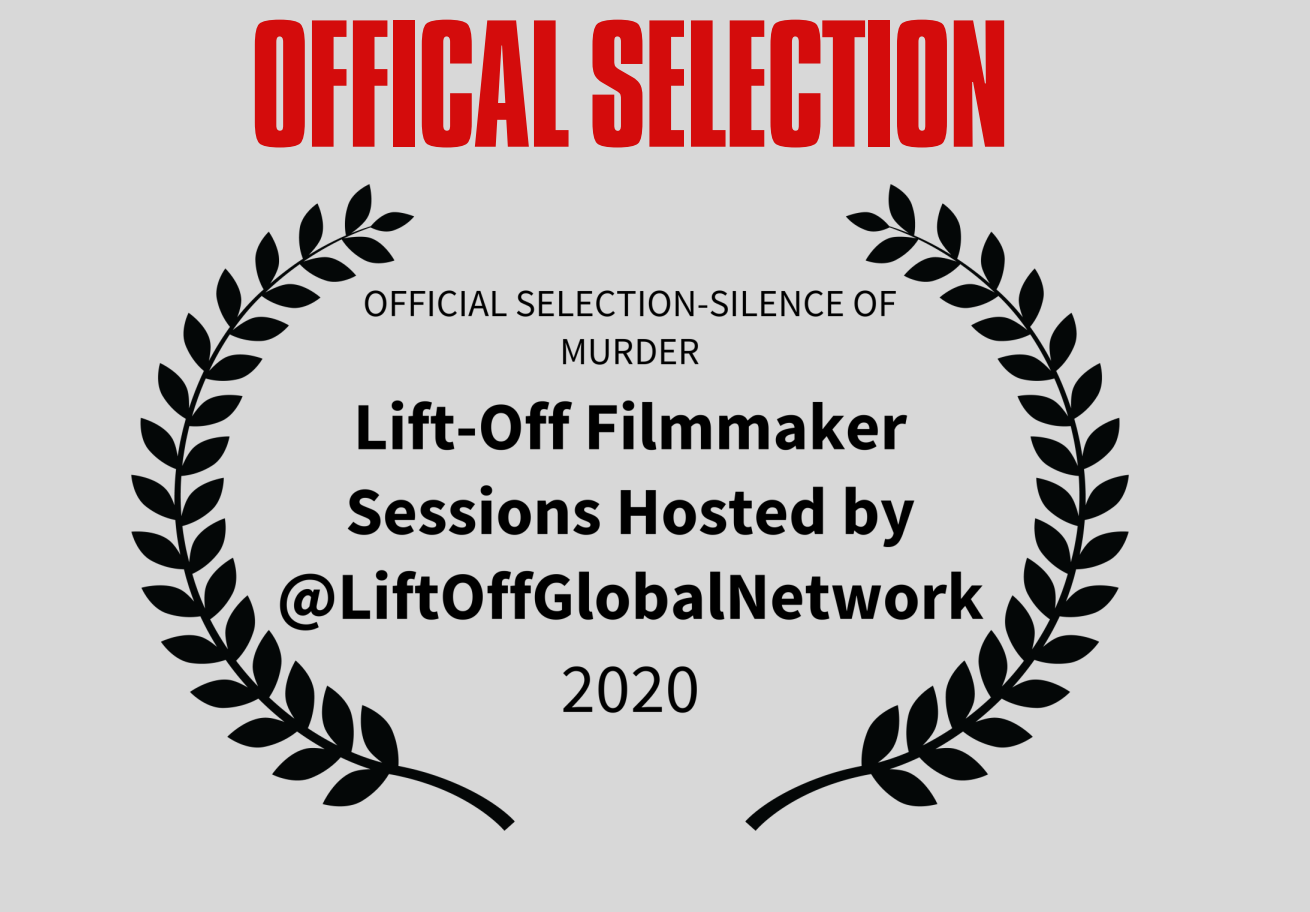 OFFICAL SELECTION
OFFICIAL SELECTION-SILENCE OF
MURDER
Lift-Off Filmmaker
Sessions Hosted by
@LiftOffGlobalNetwork
2020